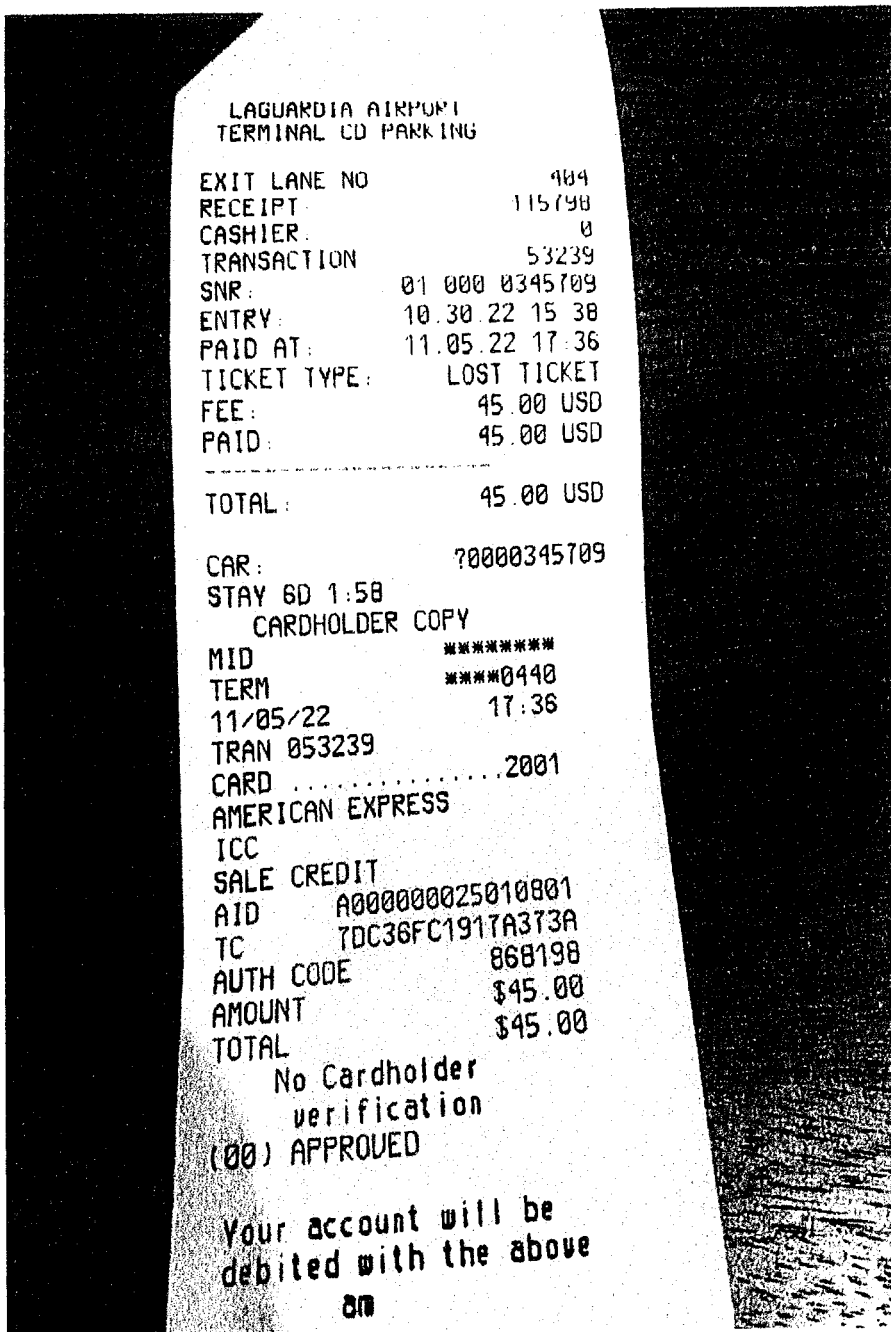 LAGUARDIA AIRPORT
TERMINAL CD PARKING
EXIT LANE NO 404
RECEIPT: 115798
CASHIER: 0
TRANSACTION 53239
SNR: 01 000 0345709
ENTRY: 10.30.22 15 38
PAID AT: 11.05.22 17:36
TICKET TYPE: LOST TICKET
FEE: 45.00 USD
PAID: 45.00 USD
--------------------
TOTAL: 45.00 USD
CAR: ?0000345709
STAY 6D 1:58
CARDHOLDER COPY
MID ********
TERM ****0440
11/05/22 17:36
TRAN 053239
CARD ...............2001
AMERICAN EXPRESS
ICC
SALE CREDIT
AID A000000025010801
TC 7DC36FC1917A373A
AUTH CODE 868198
AMOUNT $45.00
TOTAL $45.00
No Cardholder
verification
(00) APPROVED
Your account will be
debited with the above
am